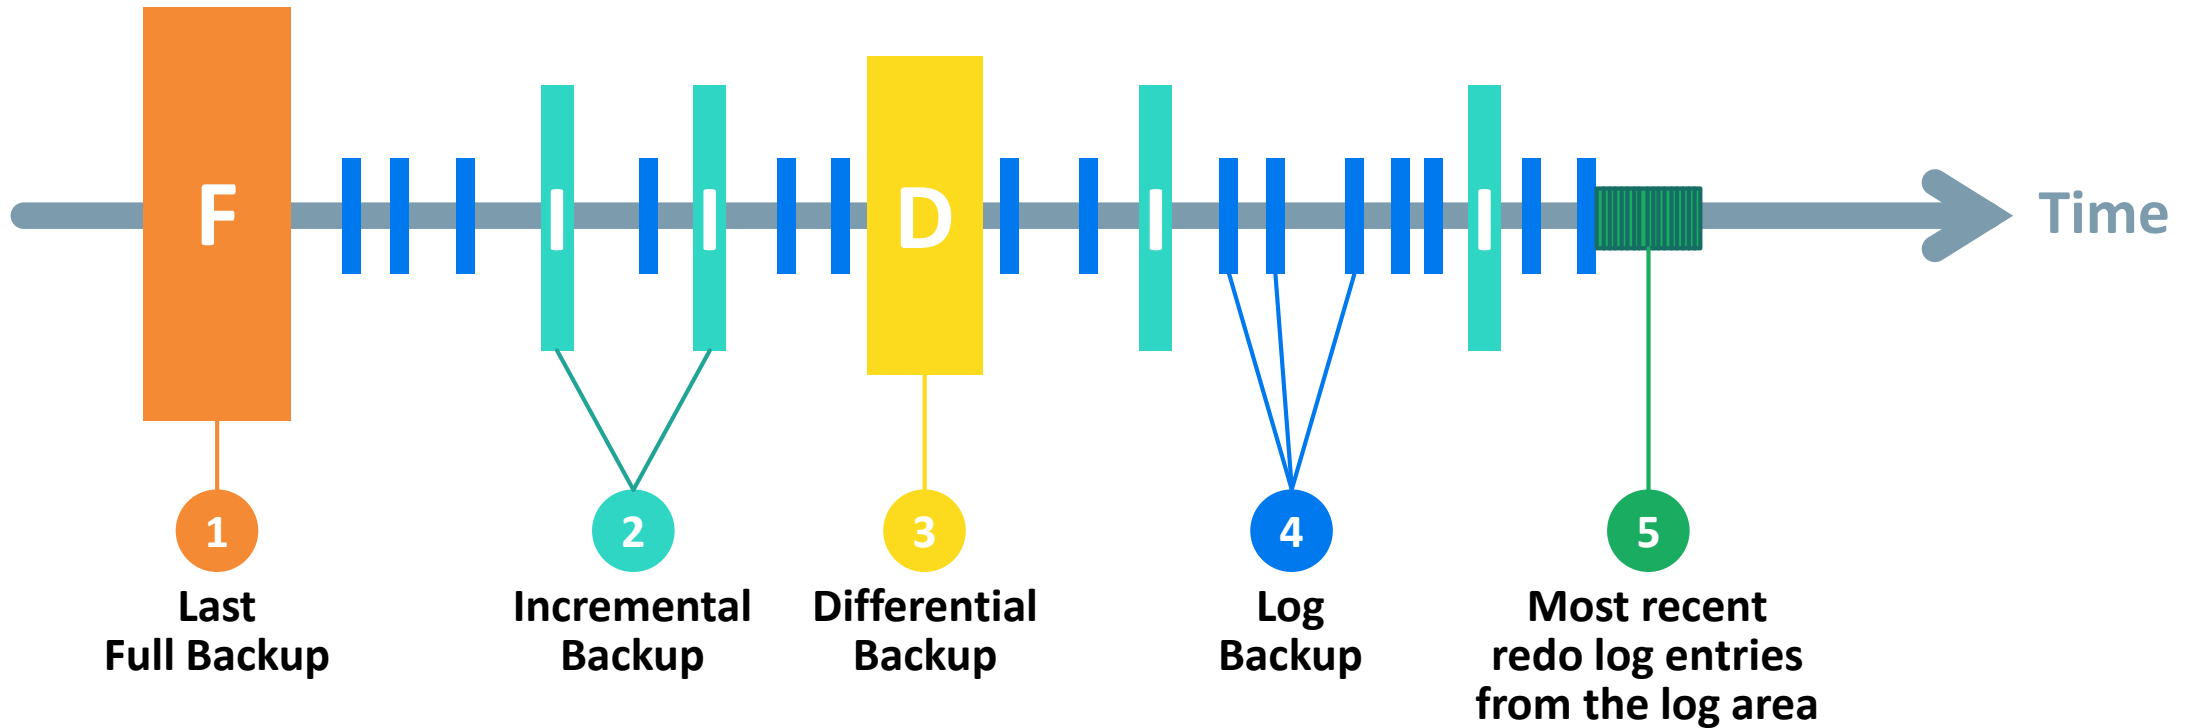 F
I
I
D
I
I
Time
1
2
3
4
5
Last
Full Backup
Incremental
Backup
Differential
Backup
Log
Backup
Most recent
redo log entries
from the log area